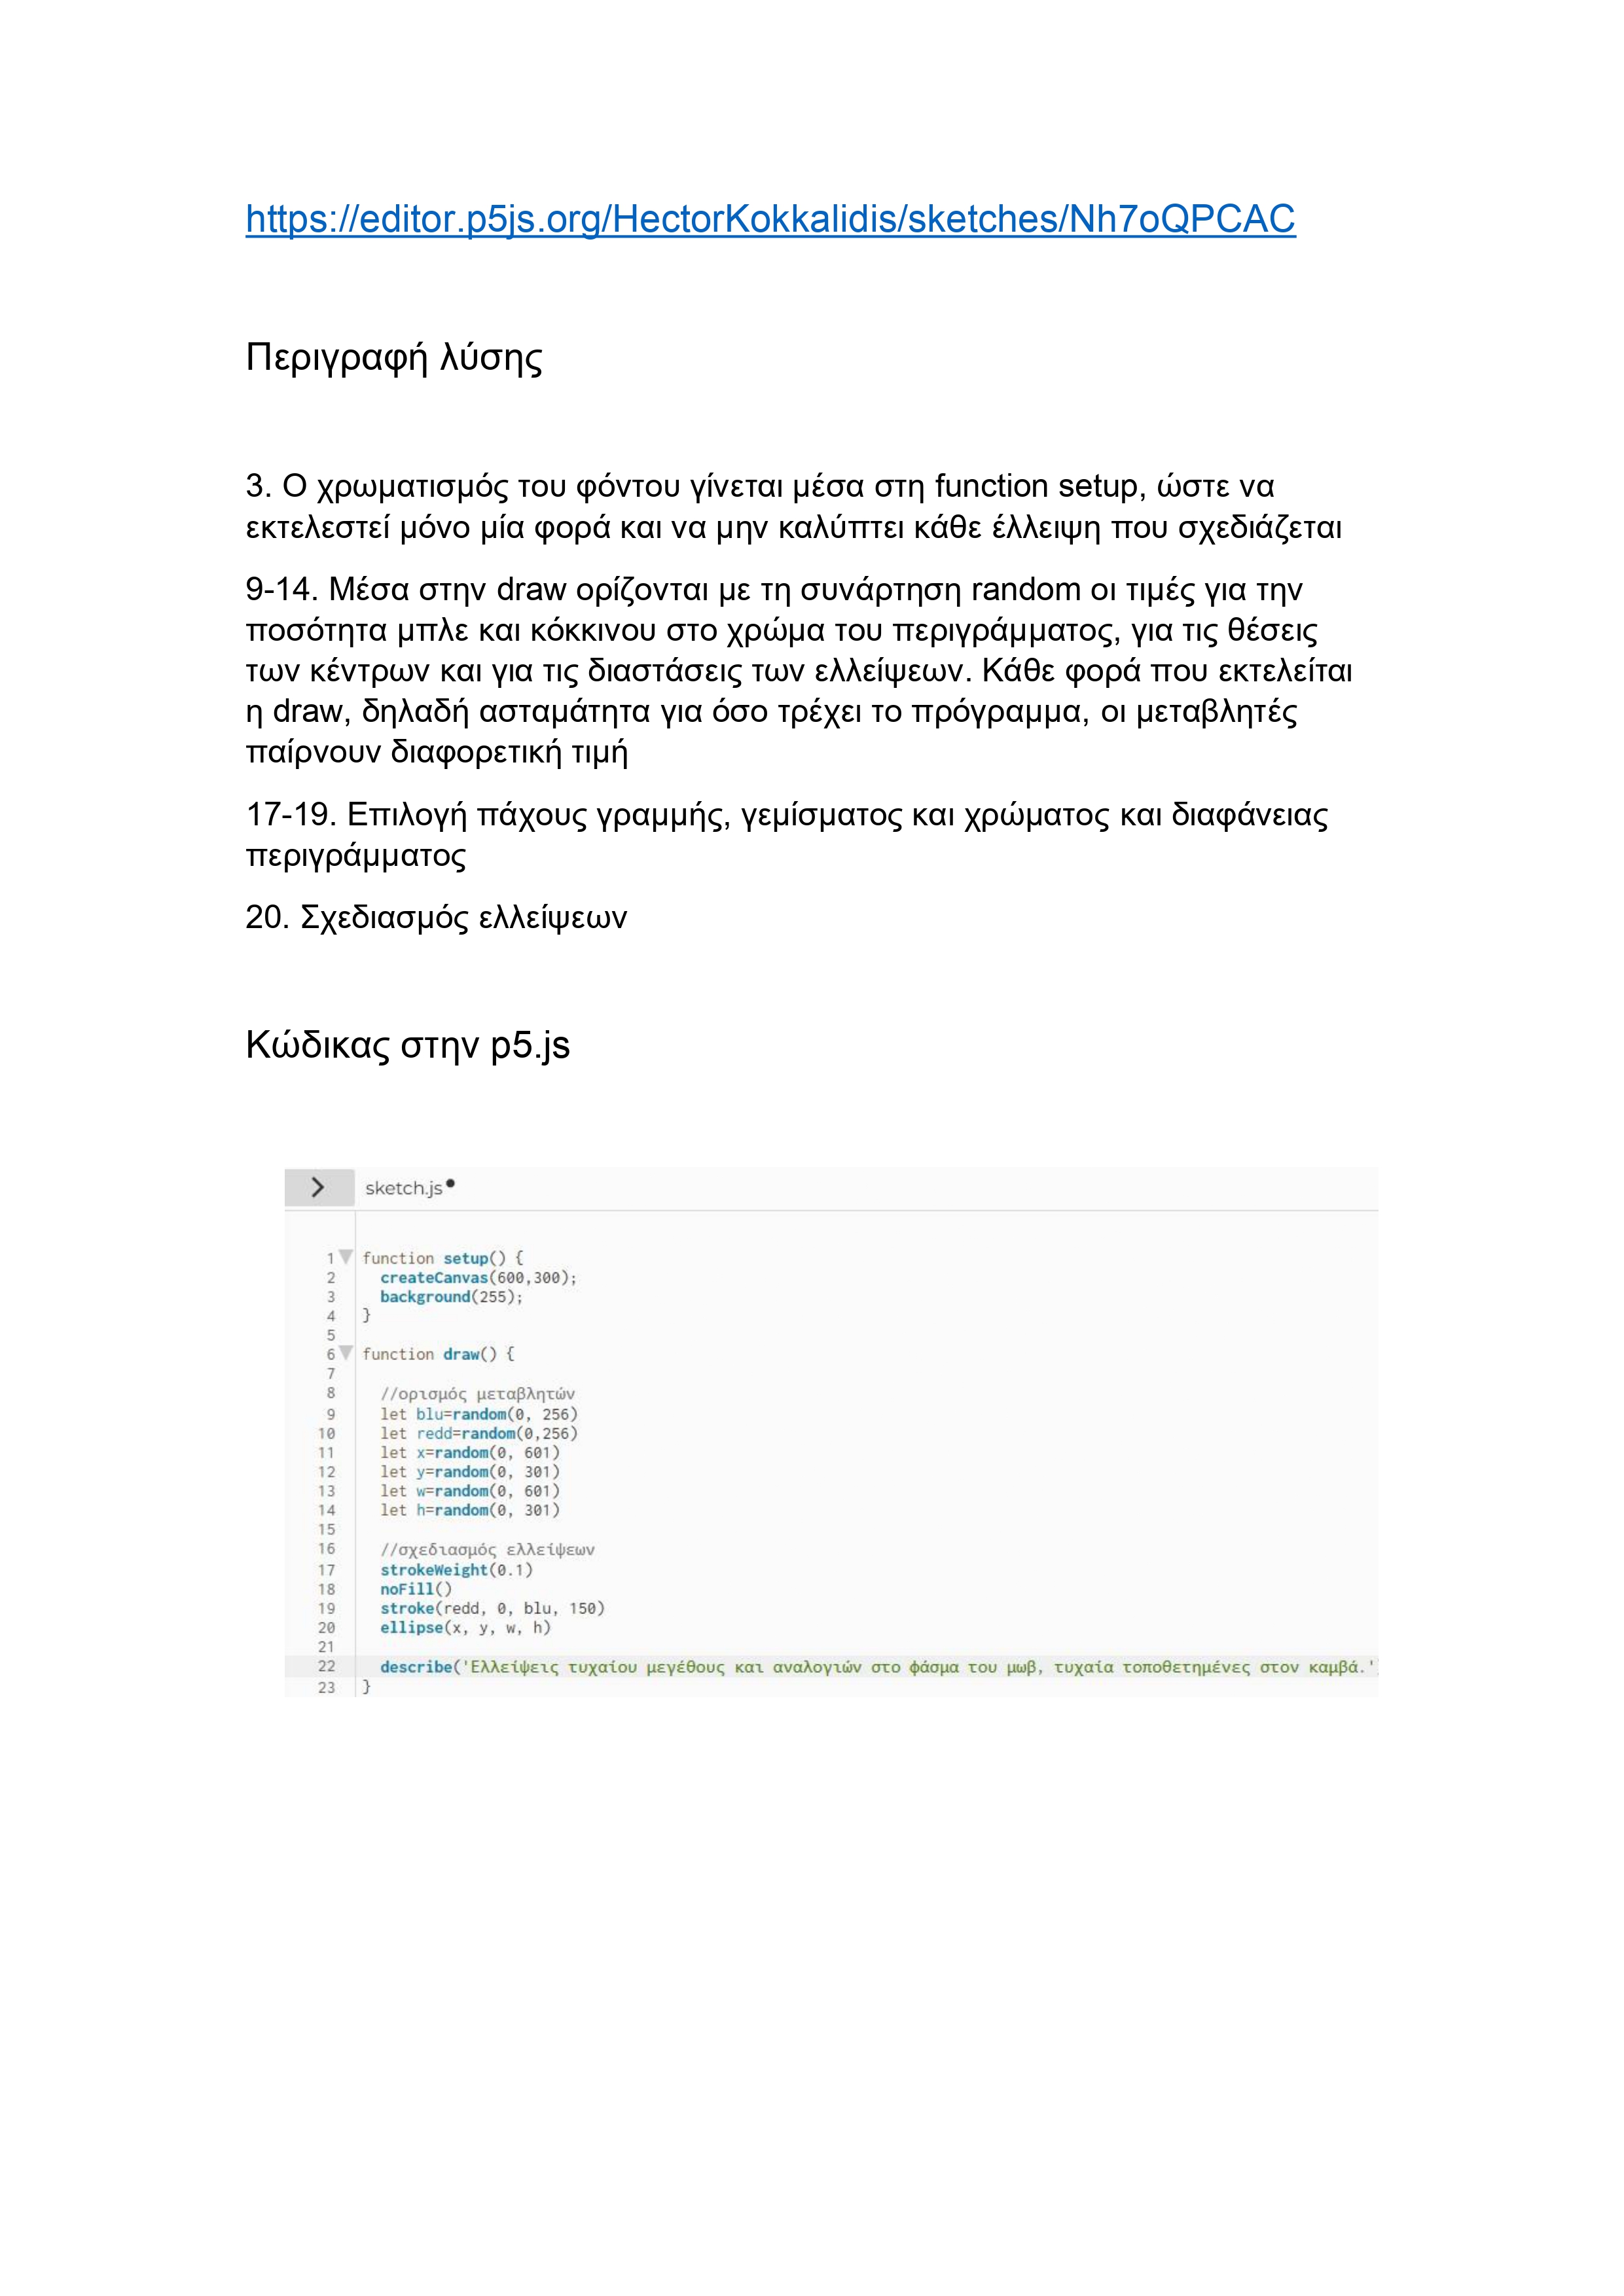 https://editor.p5js.org/HectorKokkalidis/sketches/Nh7oQPCAC
Περιγραφή λύσης
3. Ο χρωματισμός του φόντου γίνεται μέσα στη function setup, ώστε να
εκτελεστεί μόνο μία φορά και να μην καλύπτει κάθε έλλειψη που σχεδιάζεται
9-14. Μέσα στην draw ορίζονται με τη συνάρτηση random οι τιμές για την
ποσότητα μπλε και κόκκινου στο χρώμα του περιγράμματος, για τις θέσεις
των κέντρων και για τις διαστάσεις των ελλείψεων. Κάθε φορά που εκτελείται
η draw, δηλαδή ασταμάτητα για όσο τρέχει το πρόγραμμα, οι μεταβλητές
παίρνουν διαφορετική τιμή
17-19. Επιλογή πάχους γραμμής, γεμίσματος και χρώματος και διαφάνειας
περιγράμματος
20. Σχεδιασμός ελλείψεων
Κώδικας στην p5.js
sketch.js
1 function setup() {
2 createCanvas(600,300);
3 background(255);
4 }
5
6 function draw() {
7
8 //ορισμός μεταβλητών
9 let blu=random(0, 256)
10 let redd=random(0,256)
11 let x=random(0, 601)
12 let y=random(0, 301)
13 let w=random(0, 601)
14 let h=random(0, 301)
15
16 //σχεδιασμός ελλείψεων
17 strokeWeight(0.1)
18 noFill()
19 stroke(redd, 0, blu, 150)
20 ellipse(x, y, w, h)
21
22 describe('Ελλείψεις τυχαίου μεγέθους και αναλογιών στο φάσμα του μωβ, τυχαία τοποθετημένες στον καμβά.'
23 }